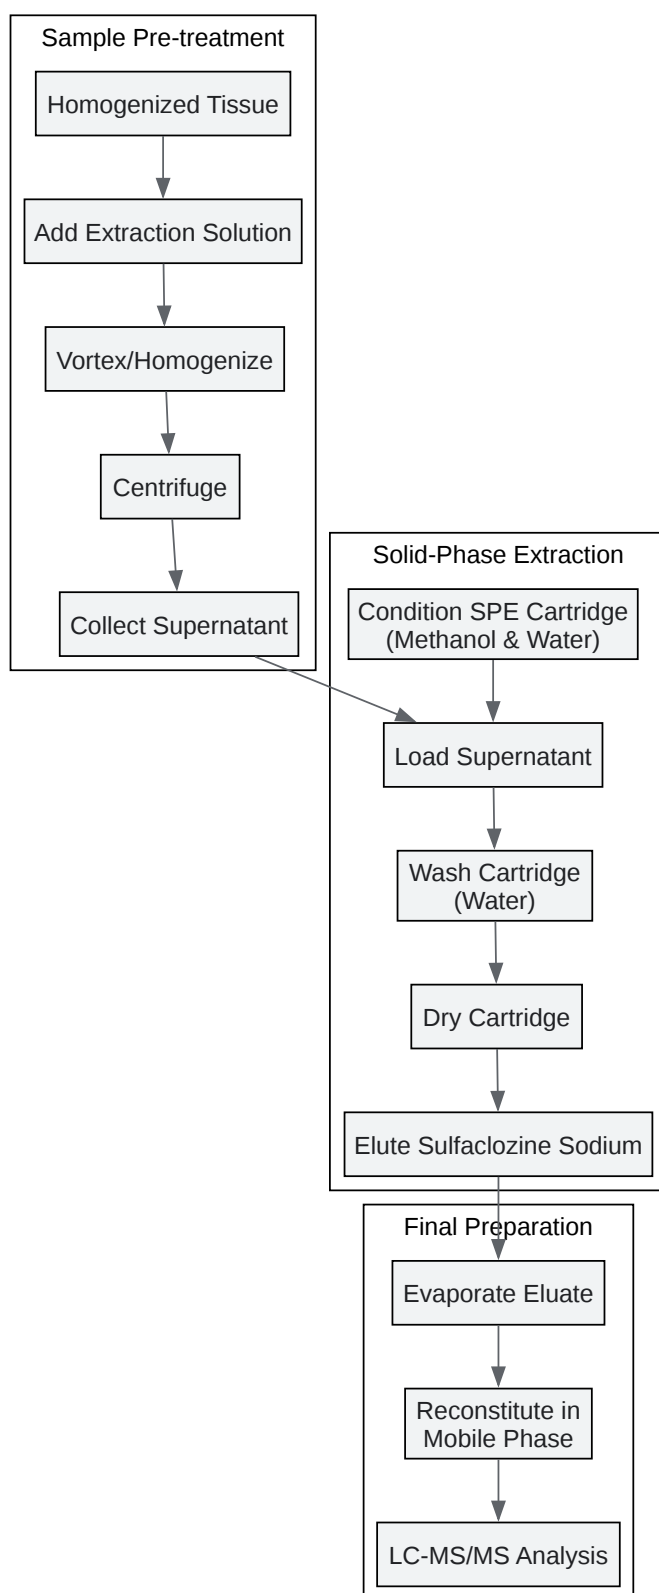 Sample Pre-treatment
Homogenized Tissue
Add Extraction Solution
Vortex/Homogenize
Centrifuge
Collect Supernatant
Solid-Phase Extraction
Condition SPE Cartridge
(Methanol & Water)
Load Supernatant
Wash Cartridge
(Water)
Dry Cartridge
Elute Sulfaclozine Sodium
Final Preparation
Evaporate Eluate
Reconstitute in
Mobile Phase
LC-MS/MS Analysis